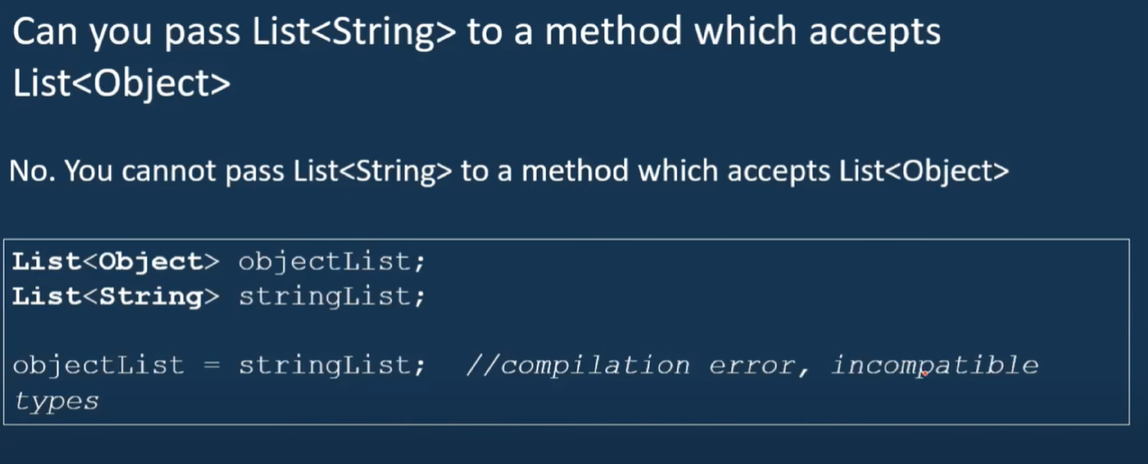 Can you pass List<String> to a method which accepts
List<Object>
No. You cannot pass List<String> to a method which accepts List<Object>
List<Object> objectList;
List<String> stringList;
objectList = stringList;  //compilation error, incompatible
types